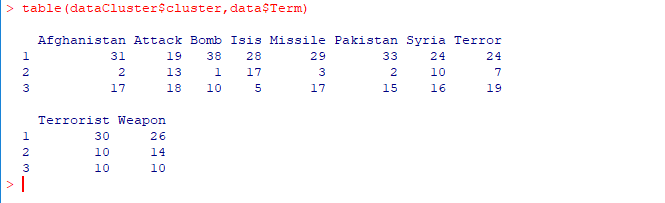 > table(dataCluster$cluster,data$Term)
Afghanistan Attack Bomb Isis Missile Pakistan Syria Terror
1 31 19 38 28 29 33 24 24
2 2 13 1 17 3 2 10 7
3 17 18 10 5 17 15 16 19
Terrorist Weapon
1 30 26
2 10 14
3 10 10
>